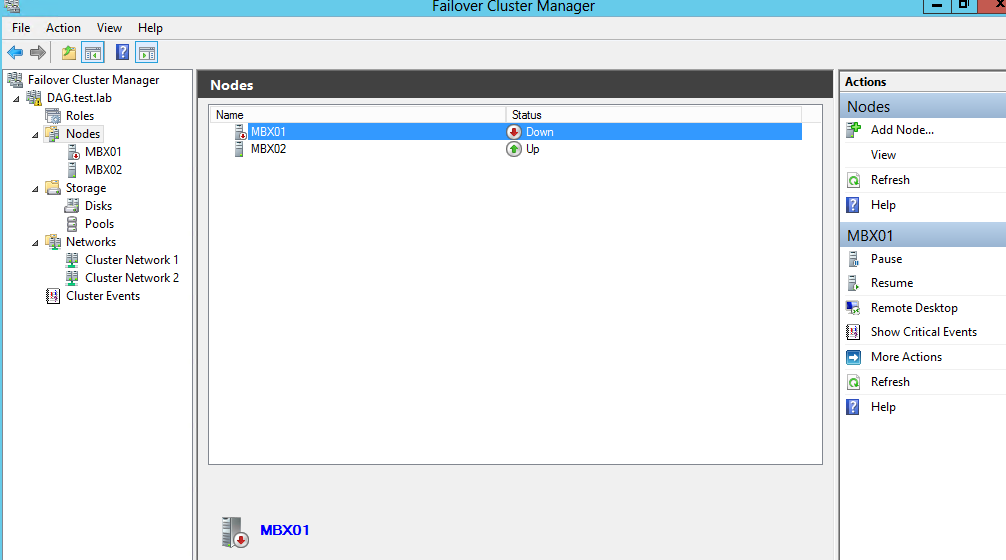 Failover Cluster Manager
File Action View Help
Failover Cluster Manager
DAG.test.lab
Roles
Nodes
MBX01
MBX02
Storage
Disks
Pools
Networks
Cluster Network 1
Cluster Network 2
Cluster Events
Nodes
Name Status
MBX01 Down
MBX02 Up
MBX01
Actions
Nodes
Add Node...
View
Refresh
Help
MBX01
Pause
Resume
Remote Desktop
Show Critical Events
More Actions
Refresh
Help